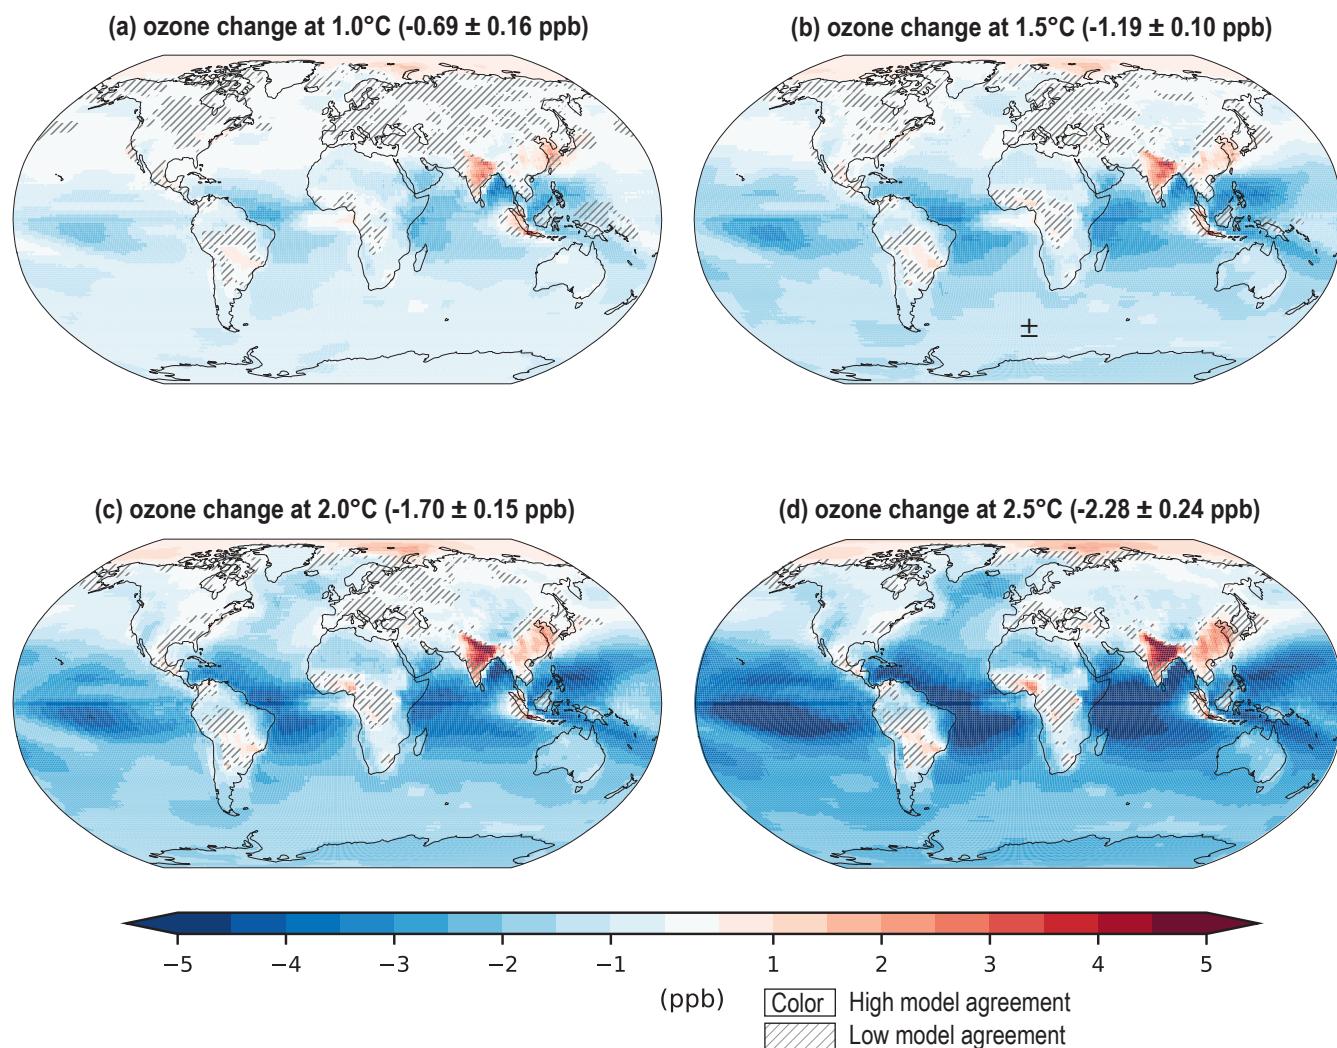 (a) ozone change at 1.0°C (-0.69 ± 0.16 ppb)
(b) ozone change at 1.5°C (-1.19 ± 0.10 ppb)
±
(c) ozone change at 2.0°C (-1.70 ± 0.15 ppb)
(d) ozone change at 2.5°C (-2.28 ± 0.24 ppb)
−5 −4 −3 −2 −1 1 2 3 4 5
(ppb)
Color High model agreement
Low model agreement